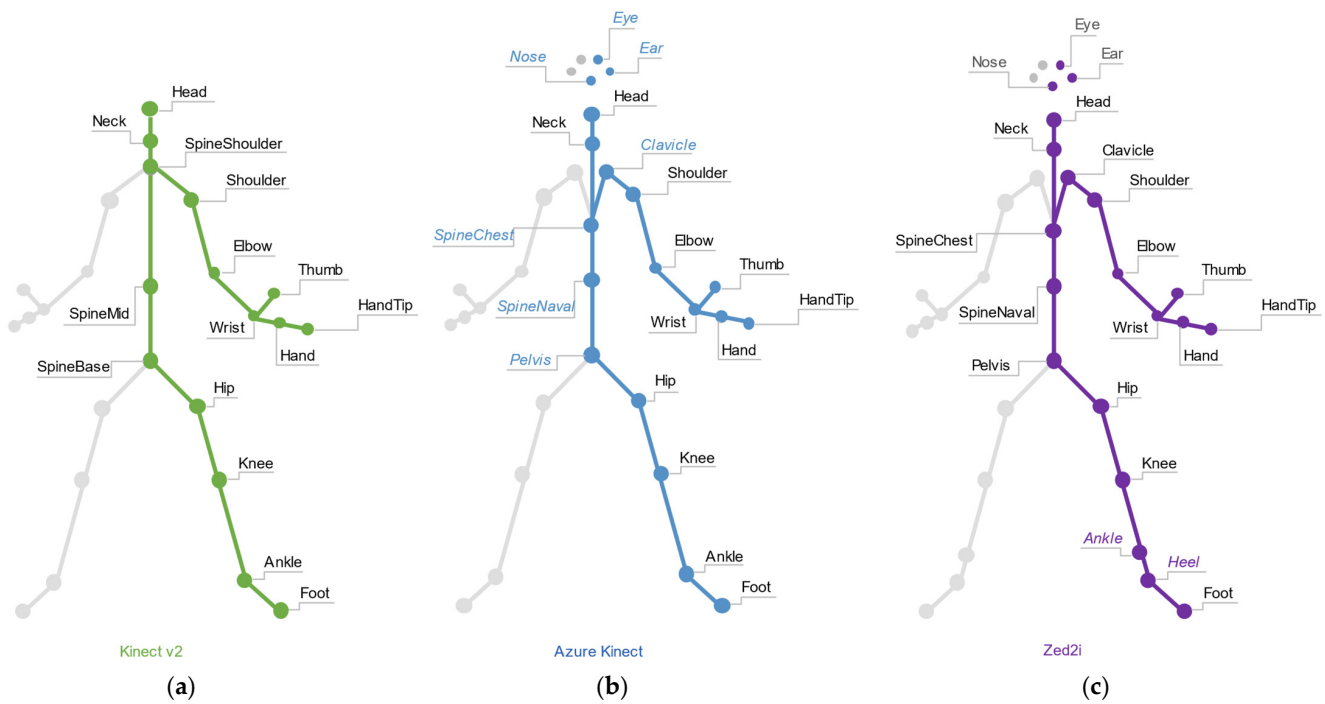 Head
Neck
SpineShoulder
Shoulder
Elbow
Thumb
HandTip
SpineMid
Wrist
Hand
SpineBase
Hip
Knee
Ankle
Foot
Kinect v2
(a)
Eye
Nose
Ear
Head
Neck
Clavicle
Shoulder
SpineChest
Elbow
Thumb
SpineNaval
HandTip
Wrist
Hand
Pelvis
Hip
Knee
Ankle
Foot
Azure Kinect
(b)
Eye
Nose
Ear
Head
Neck
Clavicle
Shoulder
SpineChest
Elbow
Thumb
SpineNaval
HandTip
Wrist
Hand
Pelvis
Hip
Knee
Ankle
Heel
Foot
Zed2i
(c)